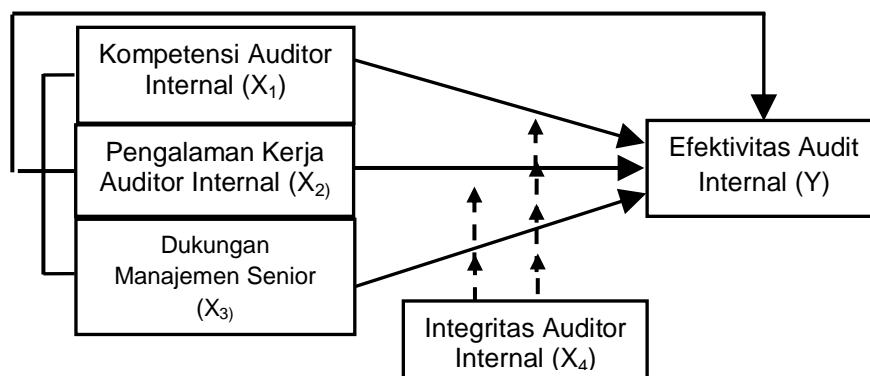 Kompetensi Auditor
Internal (X₁)
Pengalaman Kerja
Auditor Internal (X₂)
Dukungan
Manajemen Senior
(X₃)
Efektivitas Audit
Internal (Y)
Integritas Auditor
Internal (X₄)